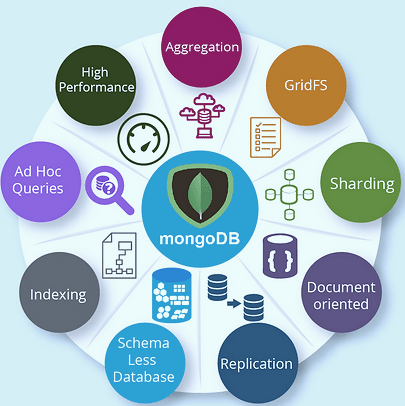 Aggregation
High
Performance
GridFS
Ad Hoc
Queries
?
Sharding
mongoDB
{ }
Indexing
Document
oriented
Schema
Less
Database
Replication